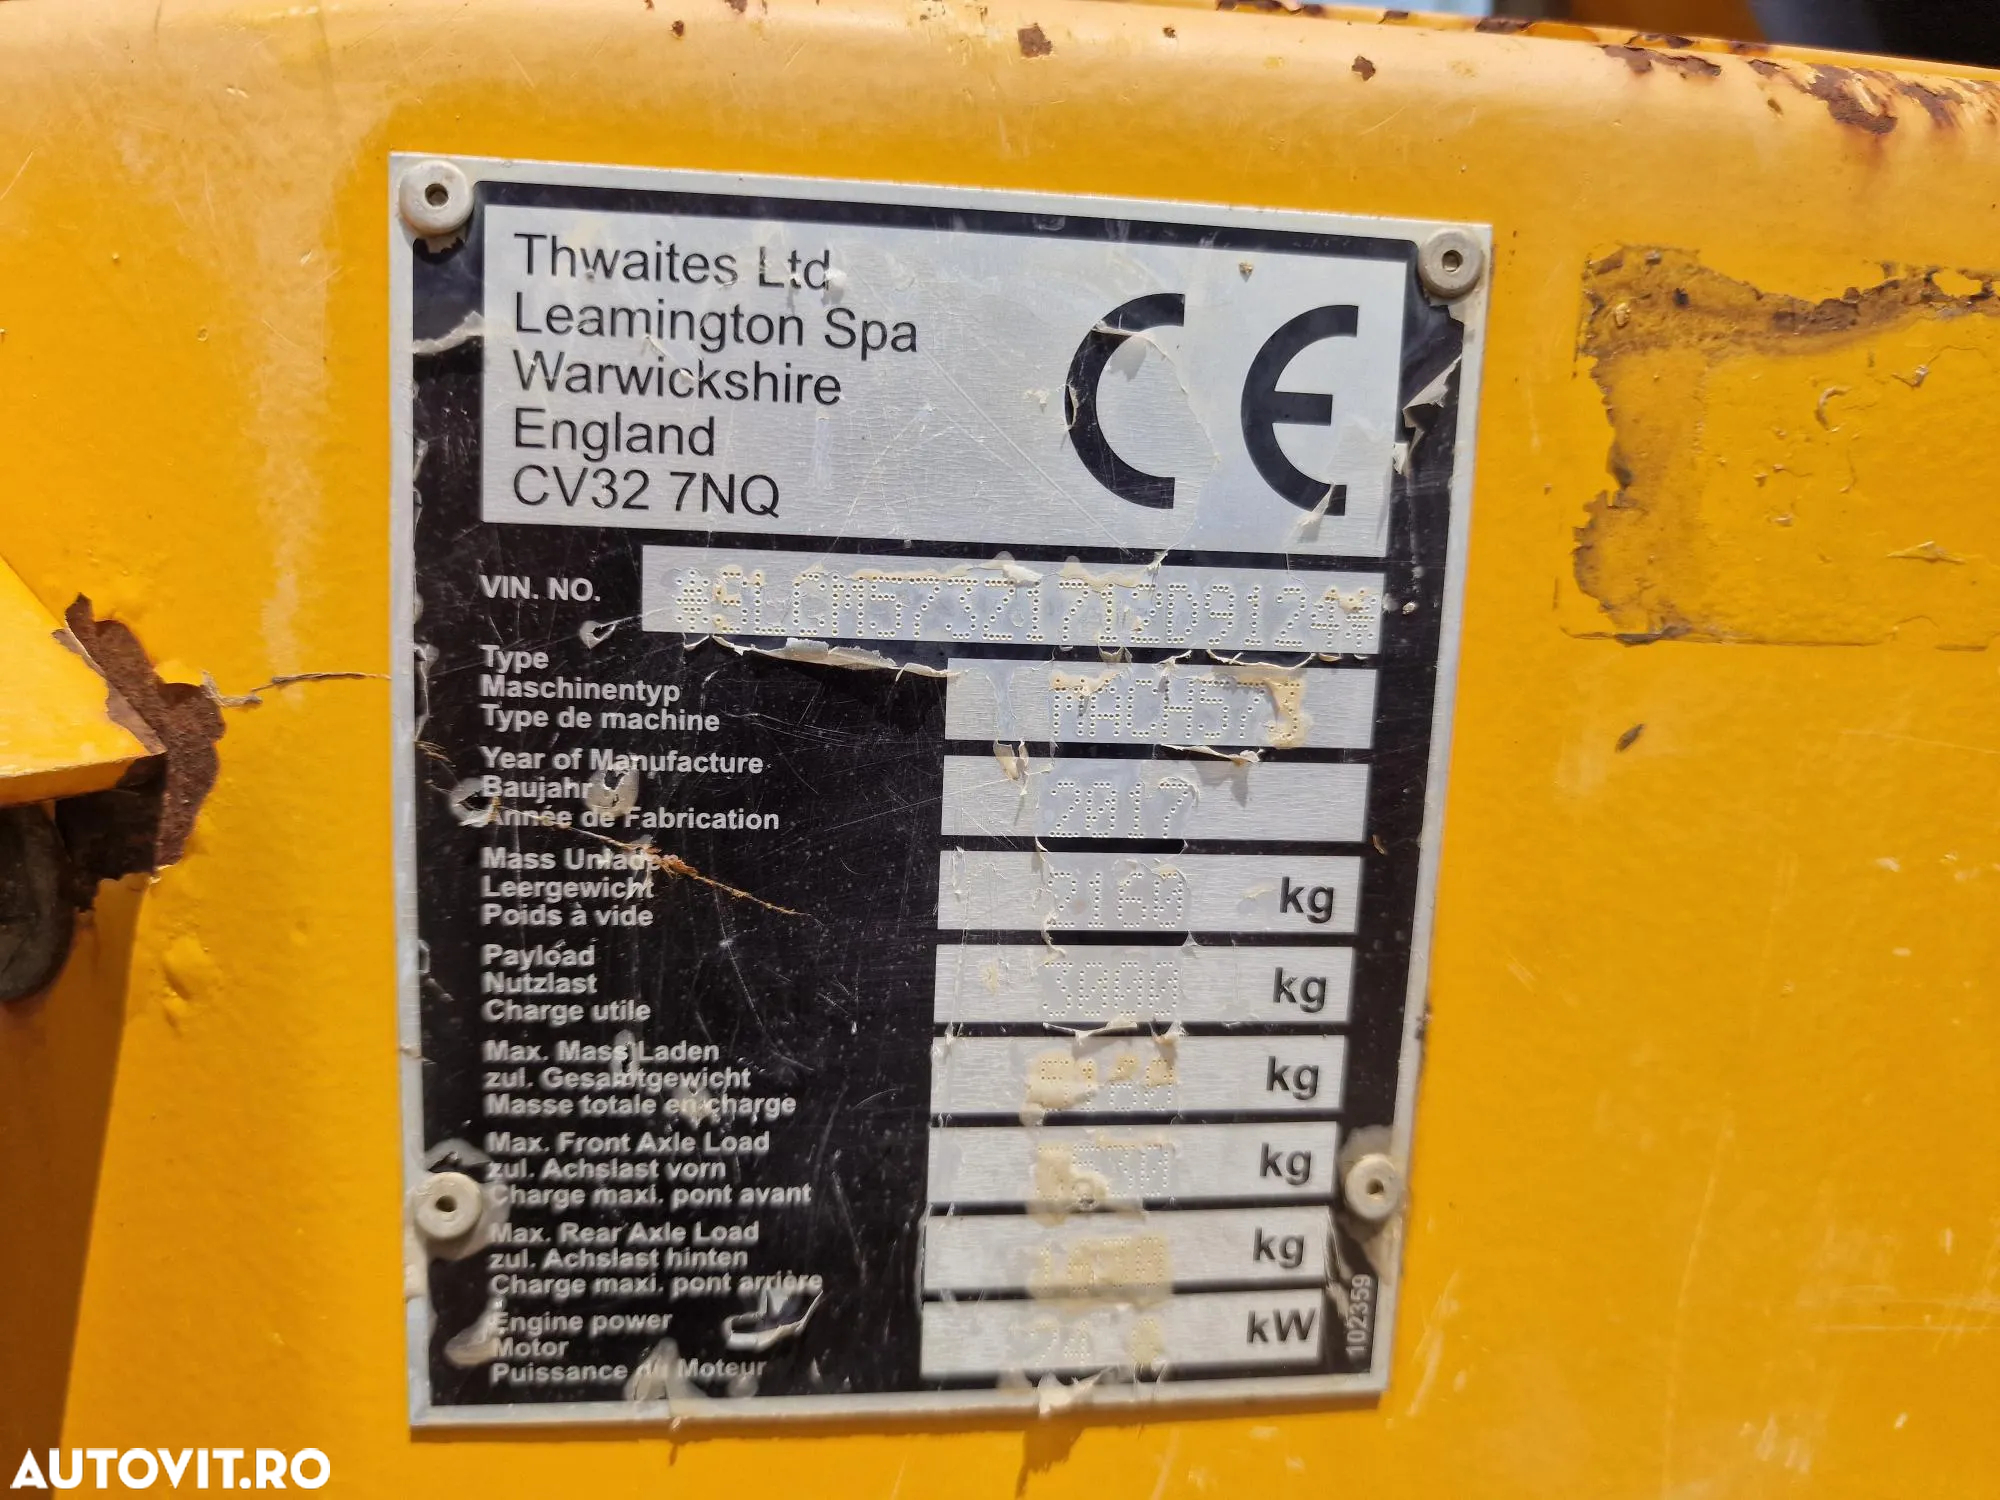 Thwaites Ltd
Leamington Spa
Warwickshire
England
CV32 7NQ
CE
VIN. NO.
Type
Maschinentyp
Type de machine
MACH573
Year of Manufacture
Baujahr
Année de Fabrication
2017
Mass Unladen
Leergewicht
Poids à vide
2160 kg
Payload
Nutzlast
Charge utile
3000 kg
Max. Mass Laden
zul. Gesamtgewicht
Masse totale en charge
kg
Max. Front Axle Load
zul. Achslast vorn
Charge maxi. pont avant
kg
Max. Rear Axle Load
zul. Achslast hinten
Charge maxi. pont arrière
kg
Engine power
Motor
Puissance du Moteur
kW
102359
AUTOVIT.RO